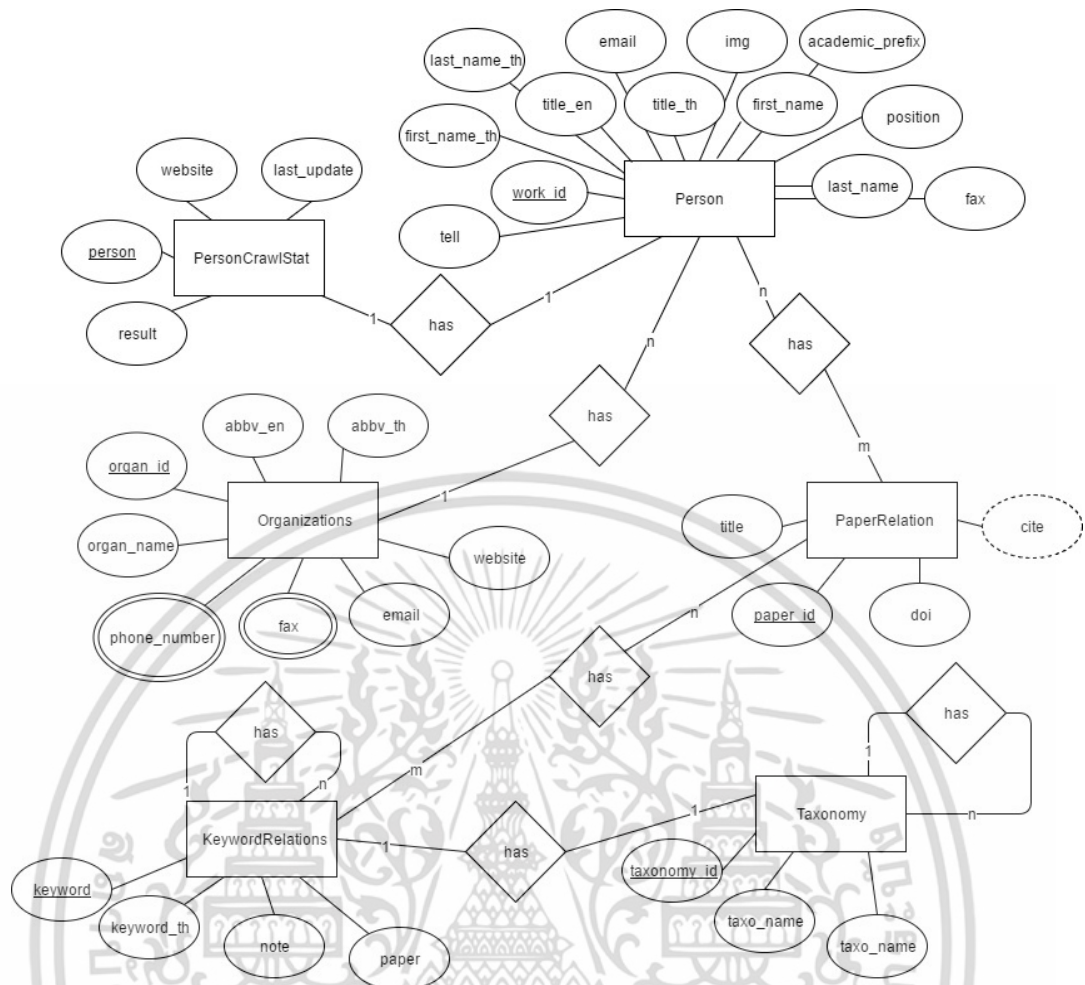 email
img
academic_prefix
last_name_th
title_en
title_th
first_name
position
first_name_th
website
last_update
work_id
Person
last_name
fax
person
PersonCrawlStat
tell
result
1
has
1
n
n
has
has
m
abbv_en
abbv_th
organ_id
1
Organizations
title
PaperRelation
cite
organ_name
website
phone_number
fax
email
paper_id
doi
n
has
has
has
1
n
m
1
n
KeywordRelations
1
has
1
Taxonomy
keyword
taxonomy_id
keyword_th
note
paper
taxo_name
taxo_name